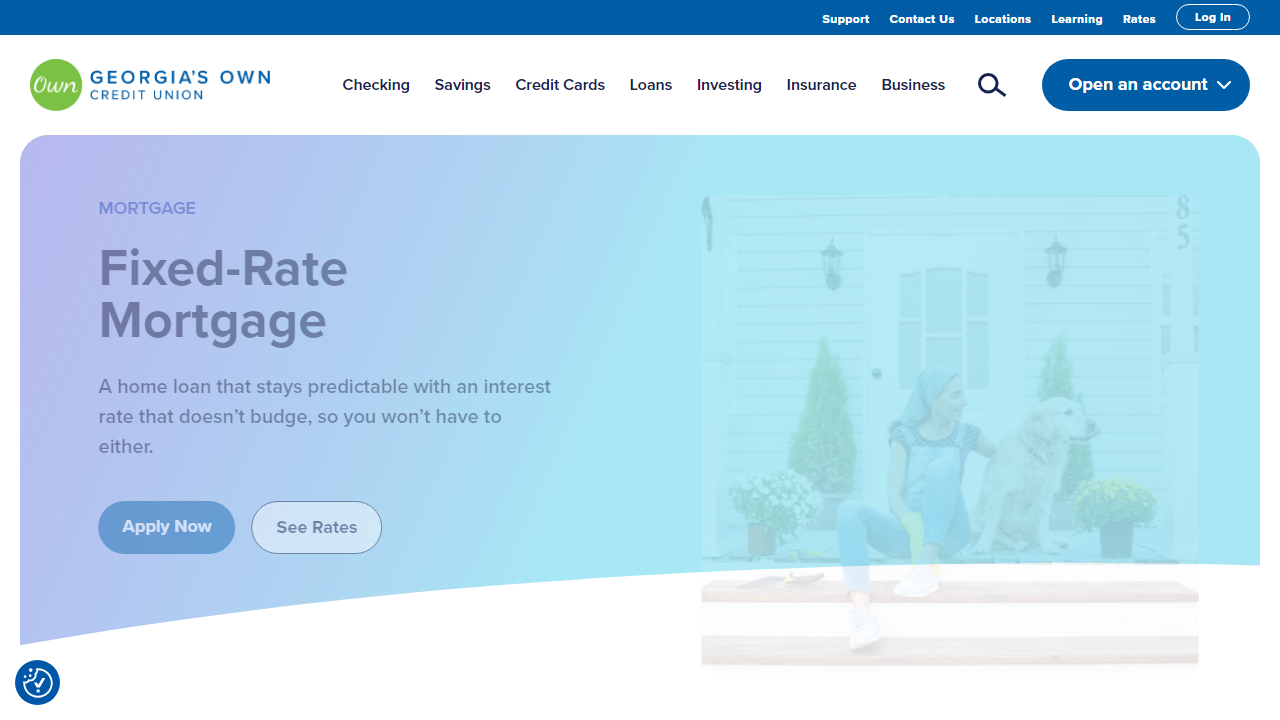 Support Contact Us Locations Learning Rates Log In
Own GEORGIA'S OWN
CREDIT UNION
Checking Savings Credit Cards Loans Investing Insurance Business Open an account
MORTGAGE
Fixed-Rate
Mortgage
A home loan that stays predictable with an interest
rate that doesn’t budge, so you won’t have to
either.
Apply Now See Rates
8
5